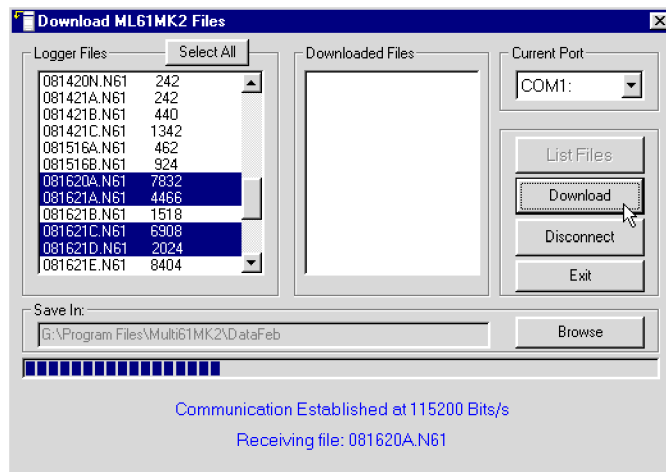 Download ML61MK2 Files
Logger Files
Select All
081420N.N61 242
081421A.N61 242
081421B.N61 440
081421C.N61 1342
081516A.N61 462
081516B.N61 924
081620A.N61 7832
081621A.N61 4466
081621B.N61 1518
081621C.N61 6908
081621D.N61 2024
081621E.N61 8404
Downloaded Files
Current Port
COM1:
List Files
Download
Disconnect
Exit
Save In:
G:\Program Files\Multi61MK2\DataFeb
Browse
Communication Established at 115200 Bits/s
Receiving file: 081620A.N61